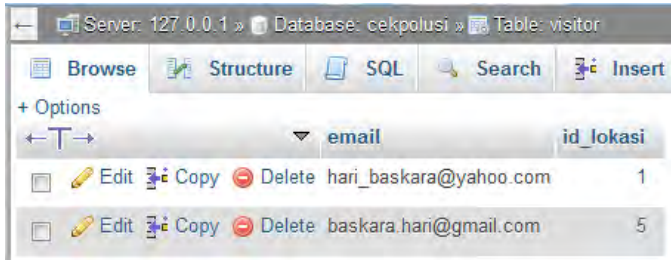 ← Server: 127.0.0.1 » Database: cekpolusi » Table: visitor
Browse Structure SQL Search Insert
+ Options
←T→ email id_lokasi
Edit Copy Delete hari_baskara@yahoo.com 1
Edit Copy Delete baskara.hari@gmail.com 5